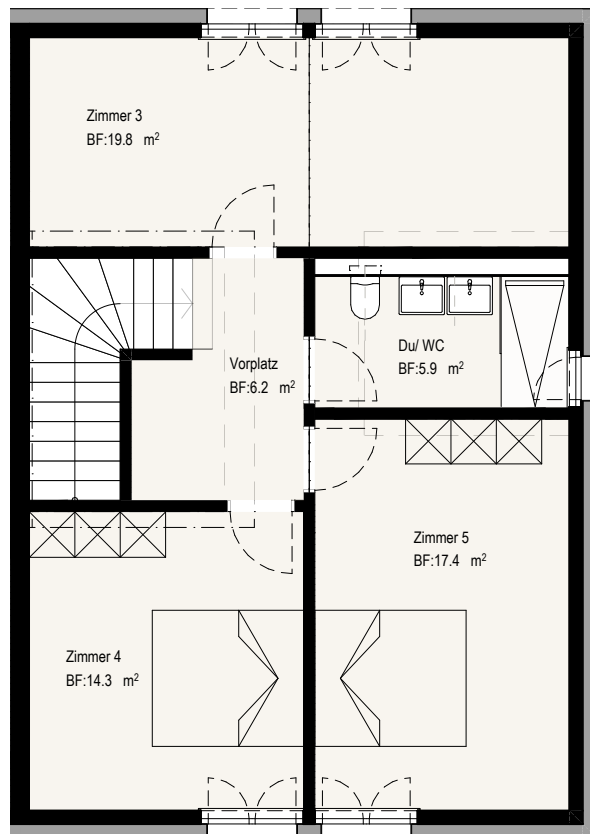 Zimmer 3
BF:19.8 m²
Vorplatz
BF:6.2 m²
Du/ WC
BF:5.9 m²
Zimmer 5
BF:17.4 m²
Zimmer 4
BF:14.3 m²